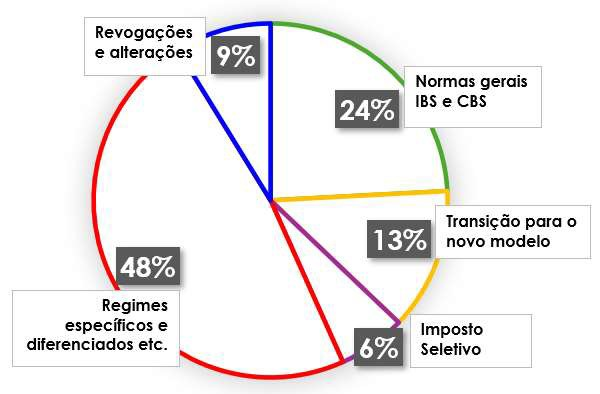 Revogações
e alterações
9%
Normas gerais
IBS e CBS
24%
Transição para o
novo modelo
13%
48%
Regimes
específicos e
diferenciados etc.
Imposto
Seletivo
6%